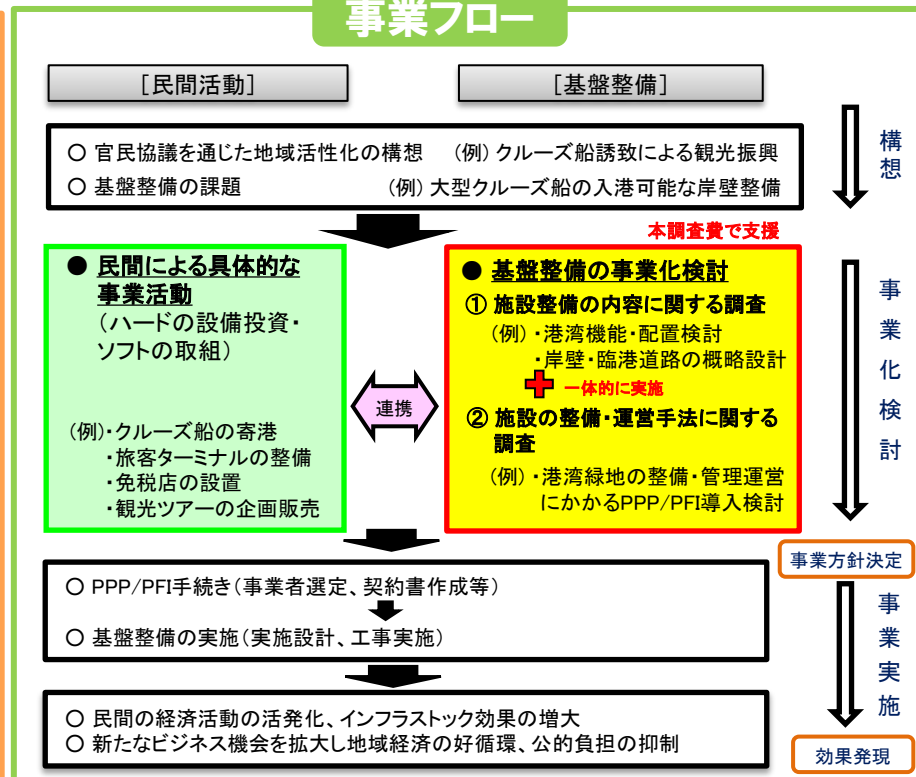 事業フロー
［民間活動］
［基盤整備］
○ 官民協議を通じた地域活性化の構想 (例) クルーズ船誘致による観光振興
○ 基盤整備の課題 (例) 大型クルーズ船の入港可能な岸壁整備
構想
本調査費で支援
● 民間による具体的な
事業活動
（ハードの設備投資・
ソフトの取組）
(例)・クルーズ船の寄港
・旅客ターミナルの整備
・免税店の設置
・観光ツアーの企画販売
連携
● 基盤整備の事業化検討
① 施設整備の内容に関する調査
(例)・港湾機能・配置検討
・岸壁・臨港道路の概略設計
一体的に実施
② 施設の整備・運営手法に関する
調査
(例)・港湾緑地の整備・管理運営
にかかるPPP/PFI導入検討
事業化検討
事業方針決定
○ PPP/PFI手続き（事業者選定、契約書作成等）
○ 基盤整備の実施（実施設計、工事実施）
事業実施
○ 民間の経済活動の活発化、インフラストック効果の増大
○ 新たなビジネス機会を拡大し地域経済の好循環、公的負担の抑制
効果発現